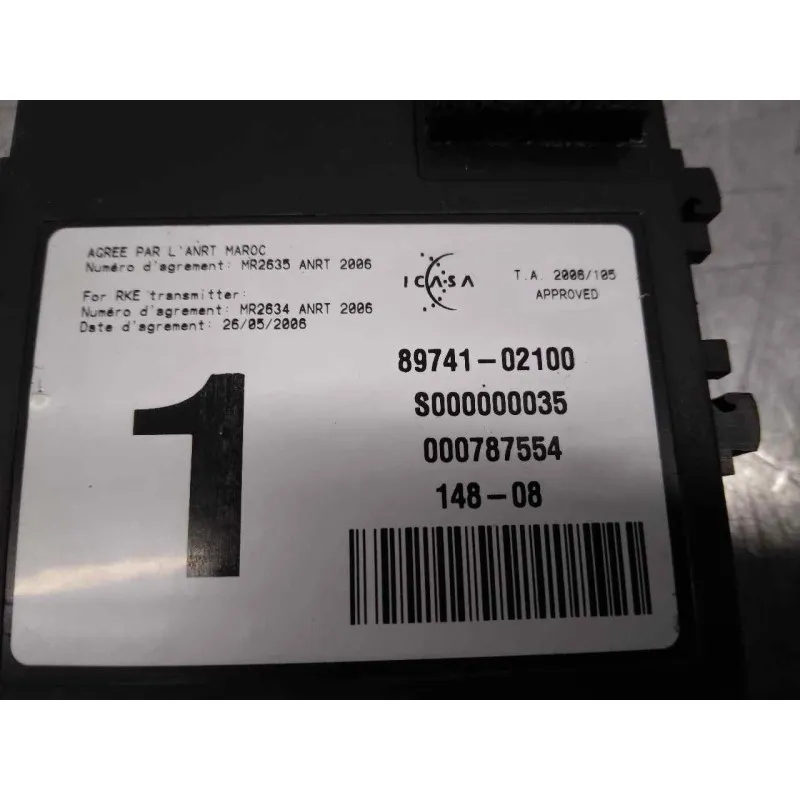 AGREE PAR L'ANRT MAROC
Numéro d'agrement: MR2635 ANRT 2006
For RKE transmitter:
Numéro d'agrement: MR2634 ANRT 2006
Date d'agrement: 26/05/2006
ICASA
T.A. 2006/105
APPROVED
89741-02100
S000000035
000787554
148-08
1